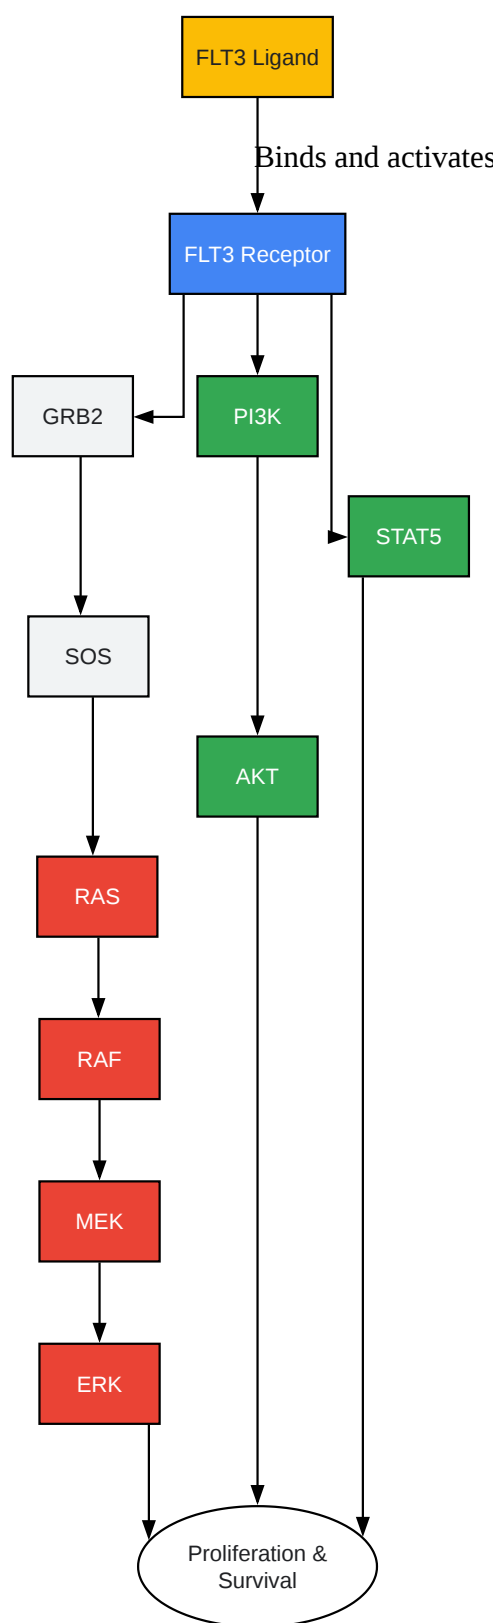 FLT3 Ligand
Binds and activates
FLT3 Receptor
GRB2
PI3K
STAT5
SOS
AKT
RAS
RAF
MEK
ERK
Proliferation &
Survival